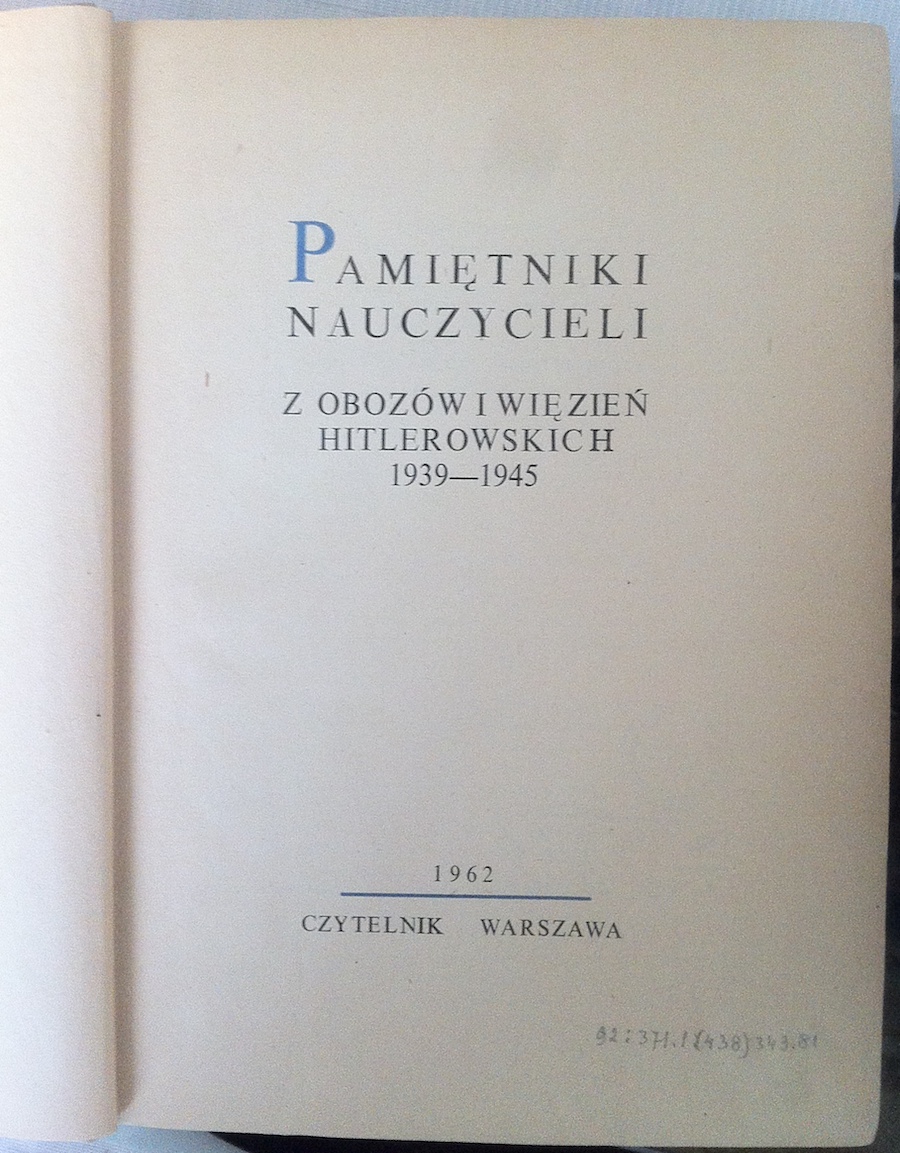 PAMIĘTNIKI
NAUCZYCIELI
Z OBOZÓW I WIĘZIEŃ
HITLEROWSKICH
1939—1945
1962
CZYTELNIK WARSZAWA
92:371.1(438)343.81